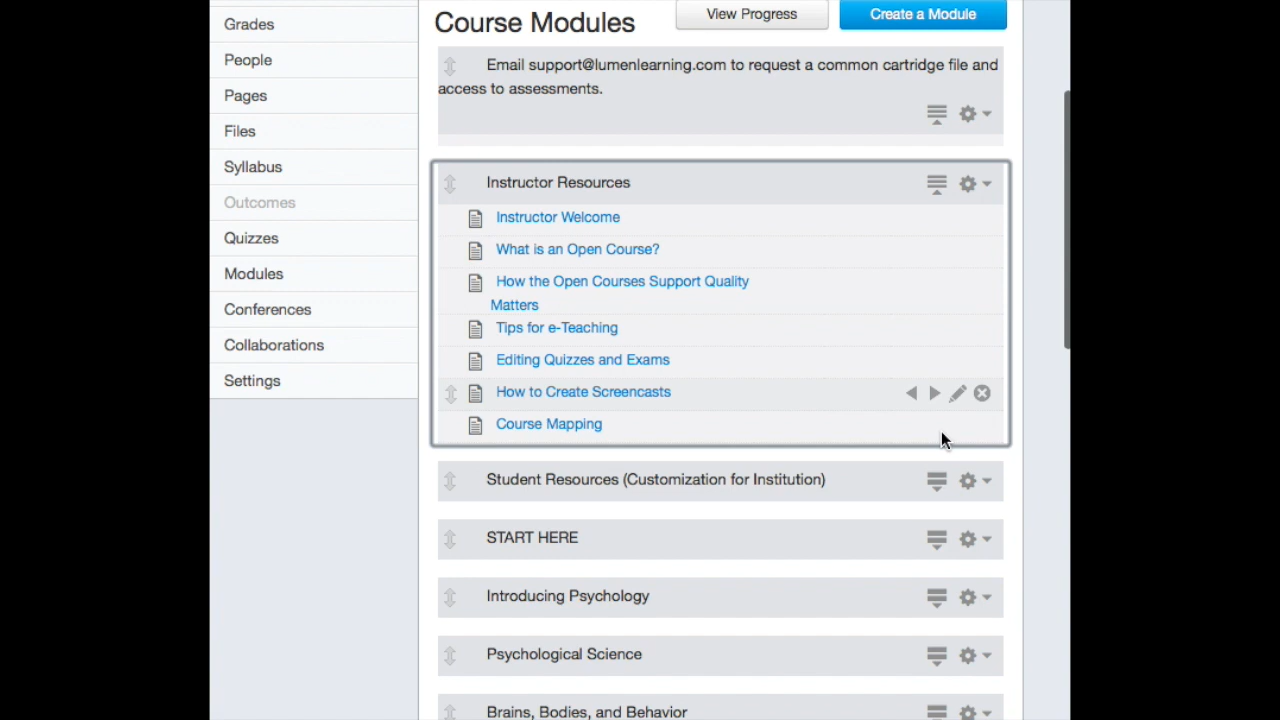 Grades
People
Pages
Files
Syllabus
Outcomes
Quizzes
Modules
Conferences
Collaborations
Settings
Course Modules
View Progress
Create a Module
Email support@lumenlearning.com to request a common cartridge file and
access to assessments.
Instructor Resources
Instructor Welcome
What is an Open Course?
How the Open Courses Support Quality
Matters
Tips for e-Teaching
Editing Quizzes and Exams
How to Create Screencasts
Course Mapping
Student Resources (Customization for Institution)
START HERE
Introducing Psychology
Psychological Science
Brains, Bodies, and Behavior